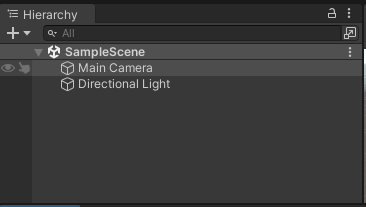 Hierarchy
All
SampleScene
Main Camera
Directional Light